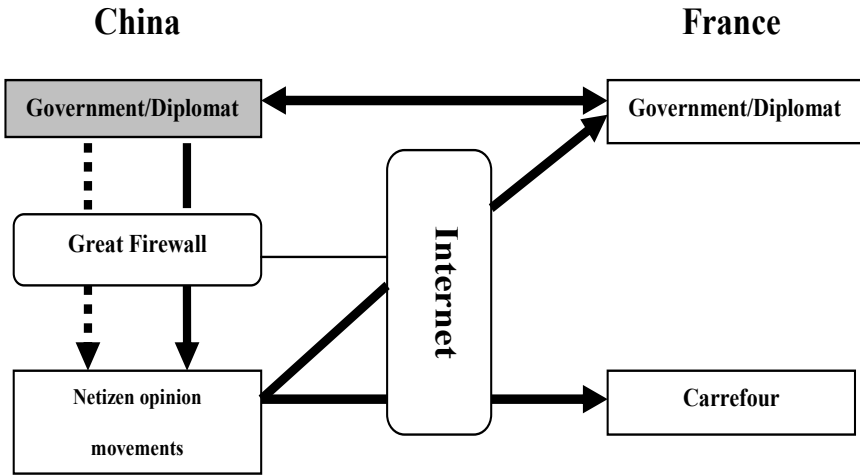 China
France
Government/Diplomat
Government/Diplomat
Great Firewall
Internet
Netizen opinion
movements
Carrefour